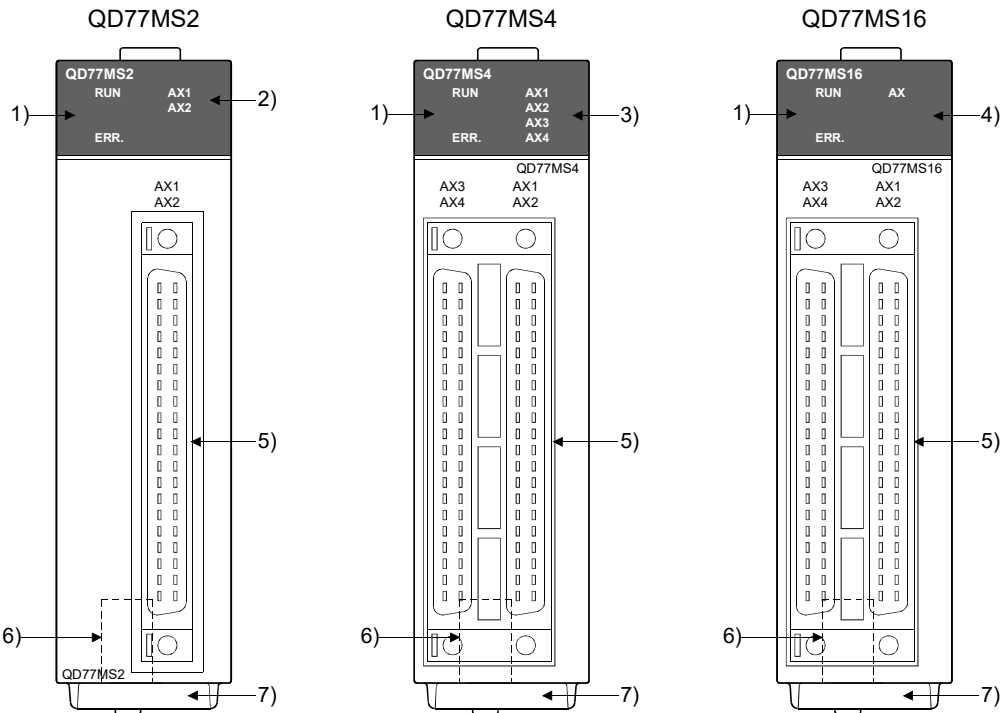 QD77MS2
QD77MS2
RUN
AX1
AX2
ERR.
1)
2)
AX1
AX2
5)
6)
QD77MS2
7)
QD77MS4
QD77MS4
RUN
AX1
AX2
AX3
ERR.
AX4
1)
3)
QD77MS4
AX3
AX1
AX4
AX2
5)
6)
7)
QD77MS16
QD77MS16
RUN
AX
ERR.
1)
4)
QD77MS16
AX3
AX1
AX4
AX2
5)
6)
7)